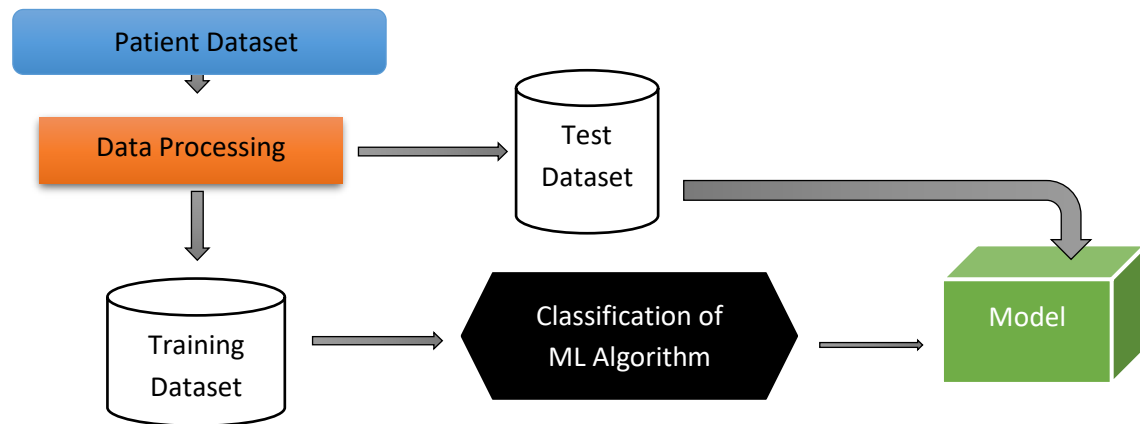 Patient Dataset
Data Processing
Test
Dataset
Training
Dataset
Classification of
ML Algorithm
Model